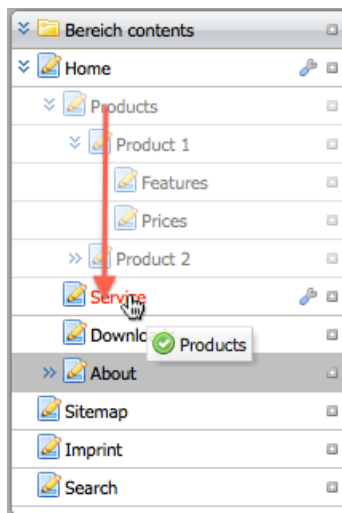 Bereich contents
Home
Products
Product 1
Features
Prices
Product 2
Service
Downlo
Products
About
Sitemap
Imprint
Search